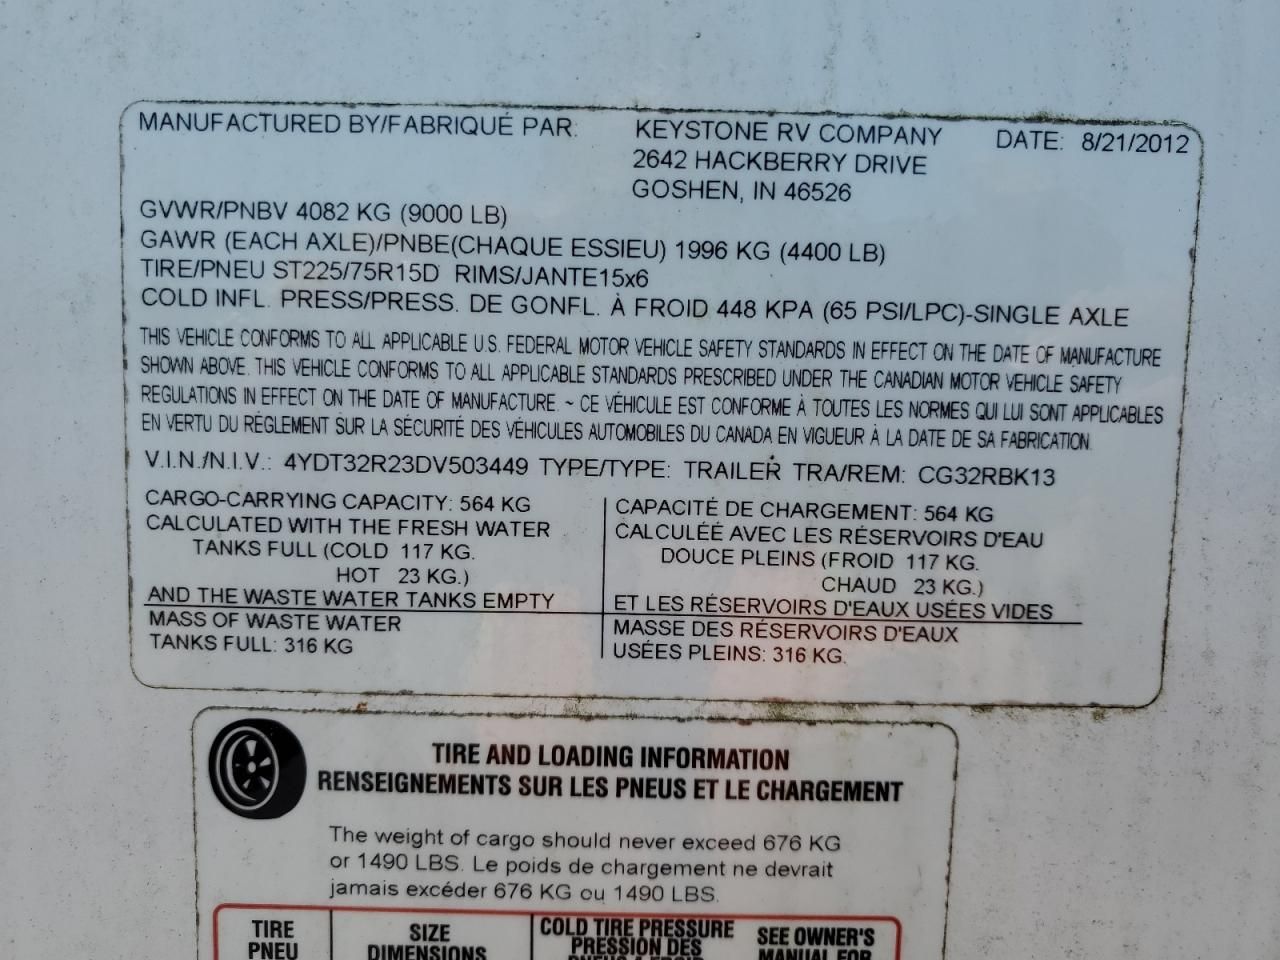 MANUFACTURED BY/FABRIQUÉ PAR: KEYSTONE RV COMPANY DATE: 8/21/2012
2642 HACKBERRY DRIVE
GOSHEN, IN 46526
GVWR/PNBV 4082 KG (9000 LB)
GAWR (EACH AXLE)/PNBE(CHAQUE ESSIEU) 1996 KG (4400 LB)
TIRE/PNEU ST225/75R15D RIMS/JANTE15x6
COLD INFL. PRESS/PRESS. DE GONFL. À FROID 448 KPA (65 PSI/LPC)-SINGLE AXLE
THIS VEHICLE CONFORMS TO ALL APPLICABLE U.S. FEDERAL MOTOR VEHICLE SAFETY STANDARDS IN EFFECT ON THE DATE OF MANUFACTURE
SHOWN ABOVE. THIS VEHICLE CONFORMS TO ALL APPLICABLE STANDARDS PRESCRIBED UNDER THE CANADIAN MOTOR VEHICLE SAFETY
REGULATIONS IN EFFECT ON THE DATE OF MANUFACTURE. ~ CE VÉHICULE EST CONFORME À TOUTES LES NORMES QUI LUI SONT APPLICABLES
EN VERTU DU RÉGLEMENT SUR LA SÉCURITÉ DES VÉHICULES AUTOMOBILES DU CANADA EN VIGUEUR À LA DATE DE SA FABRICATION.
V.I.N./N.I.V.: 4YDT32R23DV503449 TYPE/TYPE: TRAILER TRA/REM: CG32RBK13
CARGO-CARRYING CAPACITY: 564 KG
CALCULATED WITH THE FRESH WATER
TANKS FULL (COLD 117 KG.
HOT 23 KG.)
AND THE WASTE WATER TANKS EMPTY
MASS OF WASTE WATER
TANKS FULL: 316 KG
CAPACITÉ DE CHARGEMENT: 564 KG
CALCULÉÉ AVEC LES RÉSERVOIRS D'EAU
DOUCE PLEINS (FROID 117 KG.
CHAUD 23 KG.)
ET LES RÉSERVOIRS D'EAUX USÉES VIDES
MASSE DES RÉSERVOIRS D'EAUX
USÉES PLEINS: 316 KG.
TIRE AND LOADING INFORMATION
RENSEIGNEMENTS SUR LES PNEUS ET LE CHARGEMENT
The weight of cargo should never exceed 676 KG
or 1490 LBS. Le poids de chargement ne devrait
jamais excéder 676 KG ou 1490 LBS.
TIRE
PNEU
SIZE
DIMENSIONS
COLD TIRE PRESSURE
PRESSION DES
PNEUS A FROID
SEE OWNER'S
MANUAL FOR